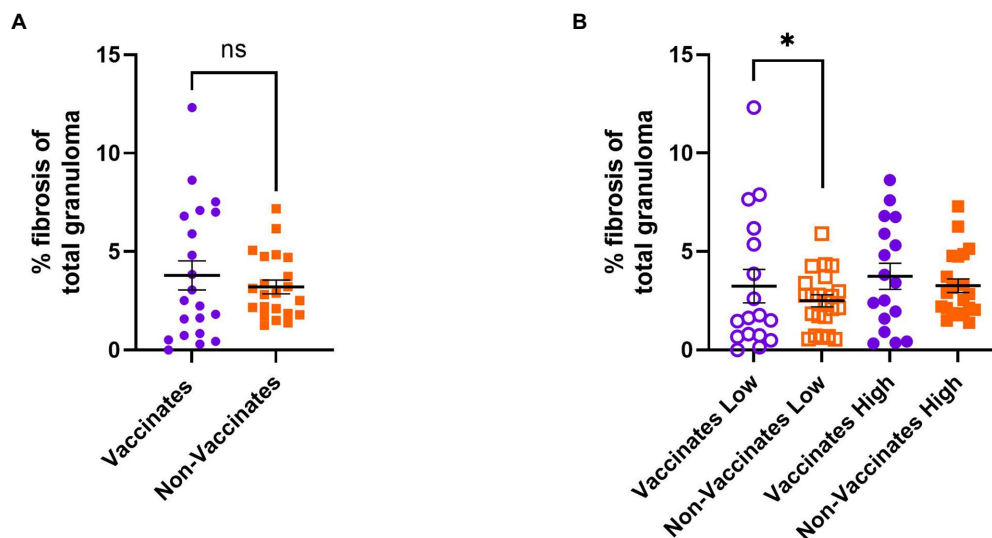 A
ns
% fibrosis of
total granuloma
15
10
5
0
Vaccinates
Non-Vaccinates
B
*
% fibrosis of
total granuloma
15
10
5
0
Vaccinates Low
Non-Vaccinates Low
Vaccinates High
Non-Vaccinates High